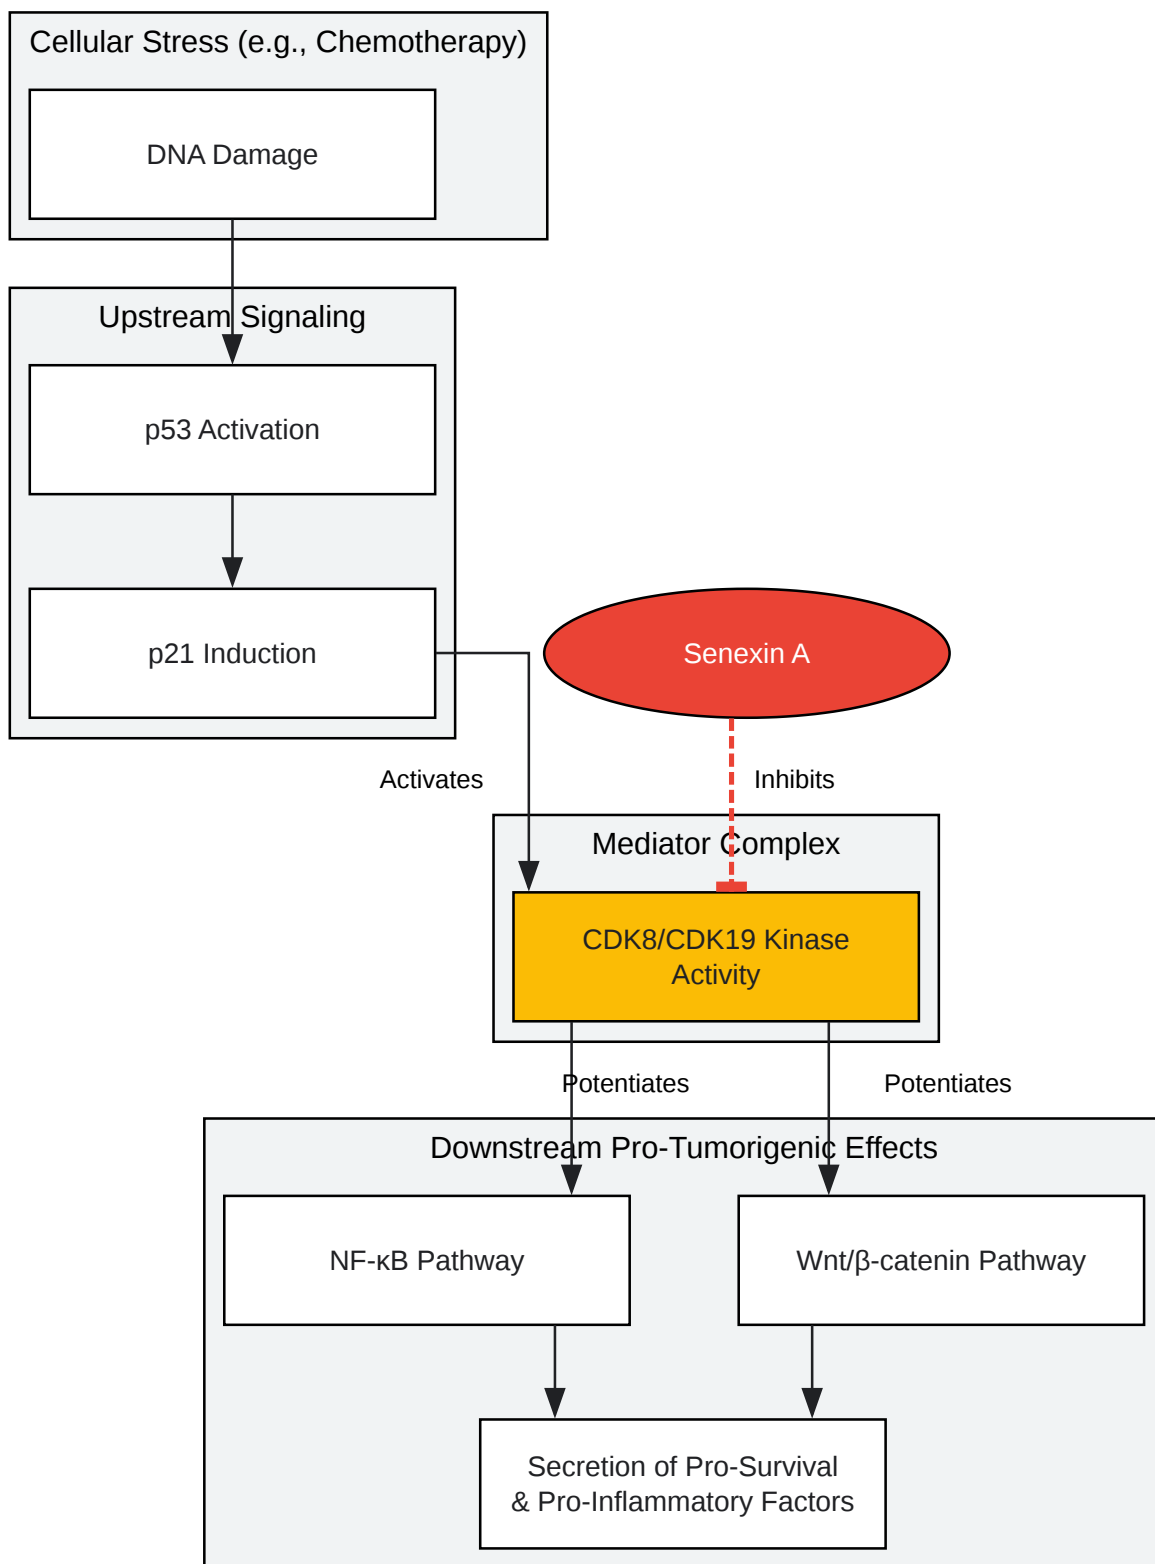 Cellular Stress (e.g., Chemotherapy)
DNA Damage
Upstream Signaling
p53 Activation
p21 Induction
Senexin A
Activates
Inhibits
Mediator Complex
CDK8/CDK19 Kinase
Activity
Potentiates
Potentiates
Downstream Pro-Tumorigenic Effects
NF-κB Pathway
Wnt/β-catenin Pathway
Secretion of Pro-Survival
& Pro-Inflammatory Factors